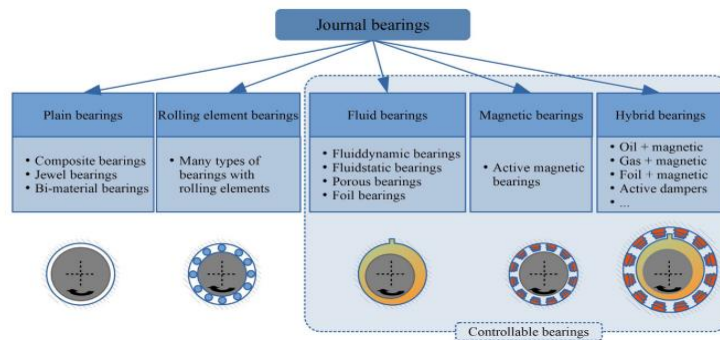 Journal bearings
Plain bearings
• Composite bearings
• Jewel bearings
• Bi-material bearings
Rolling element bearings
• Many types of
bearings with
rolling elements
Fluid bearings
• Fluiddynamic bearings
• Fluidstatic bearings
• Porous bearings
• Foil bearings
Magnetic bearings
• Active magnetic
bearings
Hybrid bearings
• Oil + magnetic
• Gas + magnetic
• Foil + magnetic
• Active dampers
• ...
Controllable bearings